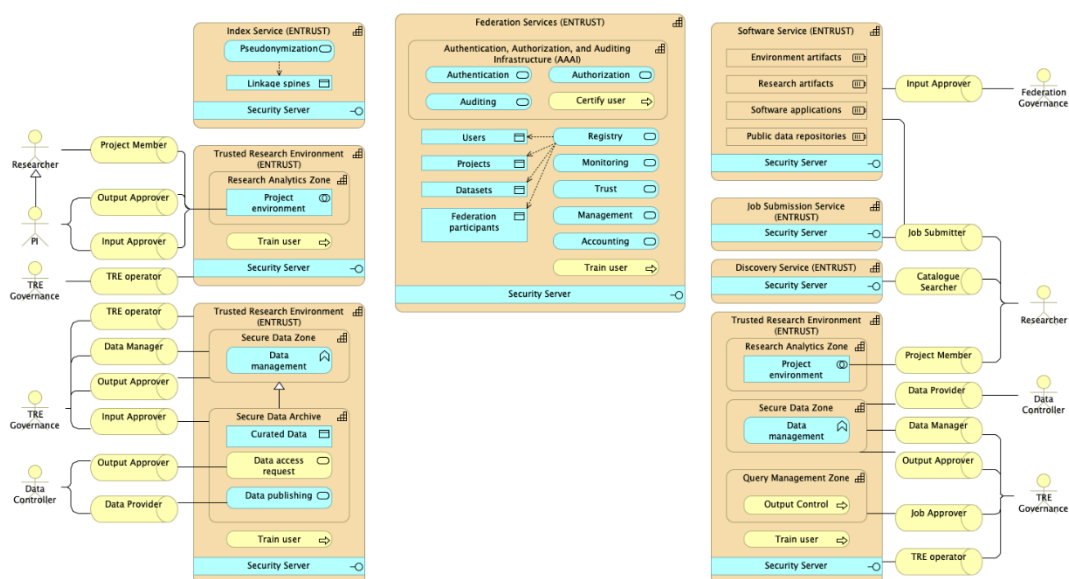 Index Service (ENTRUST)
Pseudonymization
Linkage spines
Security Server
Federation Services (ENTRUST)
Authentication, Authorization, and Auditing
Infrastructure (AAAI)
Authentication
Authorization
Auditing
Certify user
Users
Projects
Datasets
Federation
participants
Registry
Monitoring
Trust
Management
Accounting
Train user
Security Server
Software Service (ENTRUST)
Environment artifacts
Research artifacts
Software applications
Public data repositories
Security Server
Input Approver
Federation
Governance
Researcher
PI
Project Member
Output Approver
Input Approver
Trusted Research Environment
(ENTRUST)
Research Analytics Zone
Project
environment
Train user
Security Server
TRE
Governance
TRE operator
Job Submission Service
(ENTRUST)
Security Server
Job Submitter
Discovery Service (ENTRUST)
Security Server
Catalogue
Searcher
Researcher
TRE operator
Data Manager
Output Approver
Input Approver
TRE
Governance
Trusted Research Environment
(ENTRUST)
Secure Data Zone
Data
management
Secure Data Archive
Curated Data
Data access
request
Data publishing
Train user
Security Server
Output Approver
Data Provider
Data
Controller
Trusted Research Environment
(ENTRUST)
Research Analytics Zone
Project
environment
Secure Data Zone
Data
management
Query Management Zone
Output Control
Train user
Security Server
Project Member
Data Provider
Data
Controller
Data Manager
Output Approver
Job Approver
TRE operator
TRE
Governance